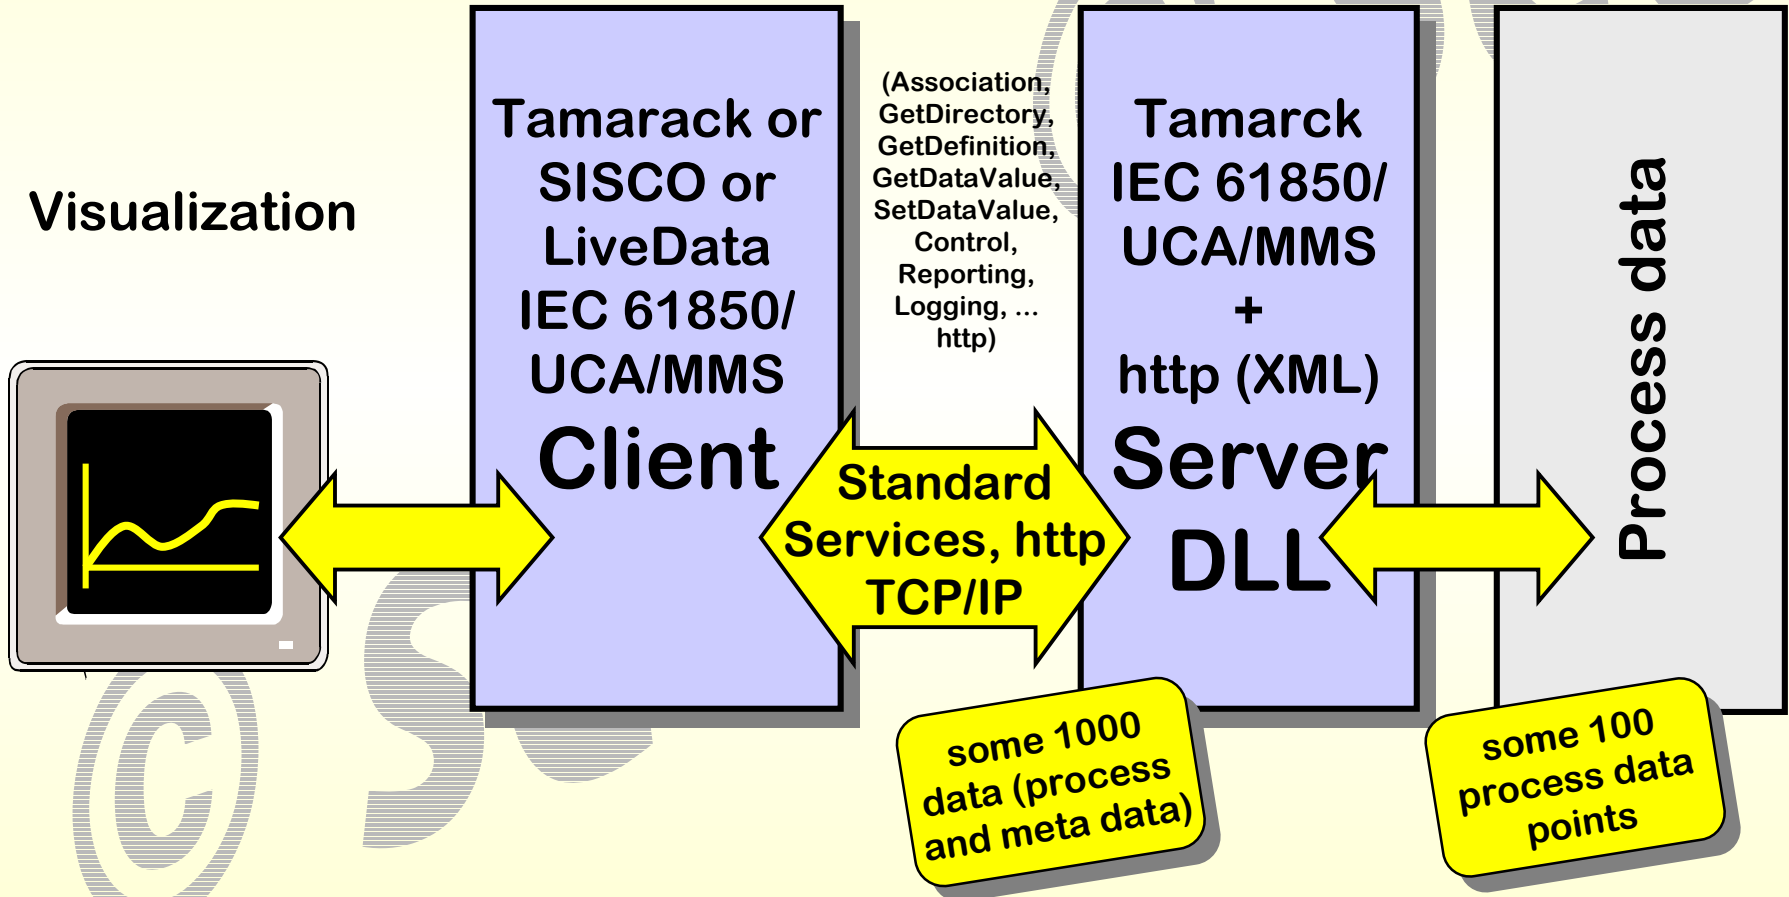 Visualization
Tamarack or
SISCO or
LiveData
IEC 61850/
UCA/MMS
Client
(Association,
GetDirectory,
GetDefinition,
GetDataValue,
SetDataValue,
Control,
Reporting,
Logging, ...
http)
Standard
Services, http
TCP/IP
Tamarck
IEC 61850/
UCA/MMS
+
http (XML)
Server
DLL
Process data
some 1000
data (process
and meta data)
some 100
process data
points